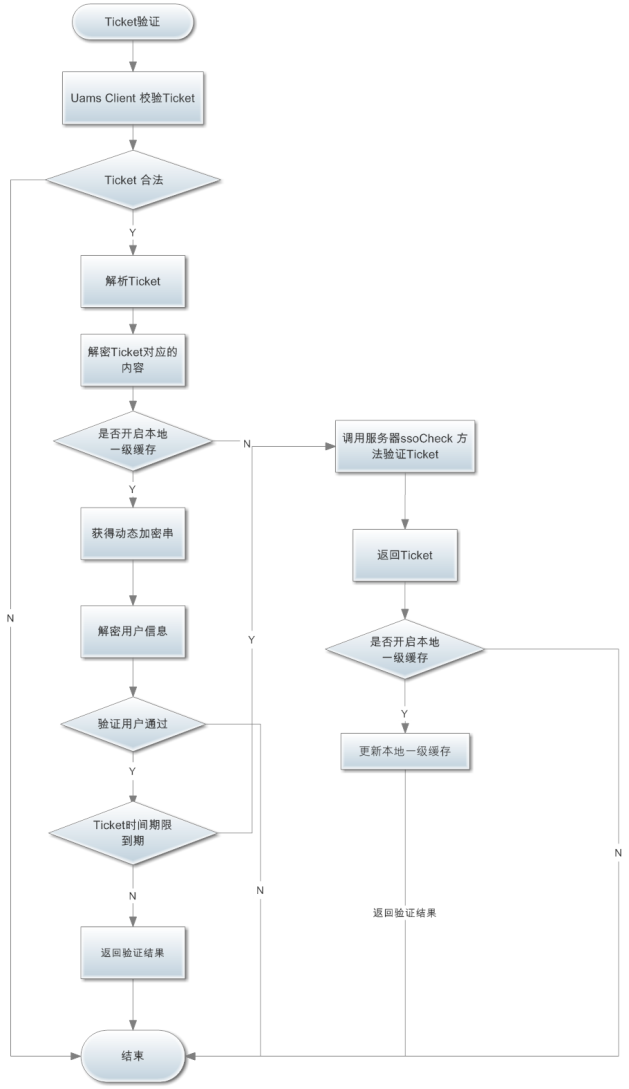 Ticket验证
Uams Client 校验Ticket
Ticket 合法
Y
解析Ticket
解密Ticket对应的
内容
是否开启本地
一级缓存
N
Y
获得动态加密串
解密用户信息
N
验证用户通过
Y
Ticket时间期限
到期
Y
N
N
返回验证结果
结束
调用服务器ssoCheck 方
法验证Ticket
返回Ticket
是否开启本地
一级缓存
Y
更新本地一级缓存
N
返回验证结果